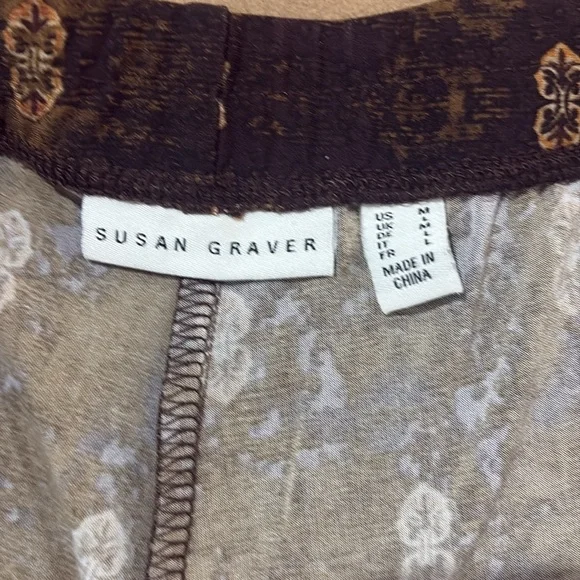 SUSAN GRAVER
US M
UK L
DE M
IT L
FR L
MADE IN
CHINA